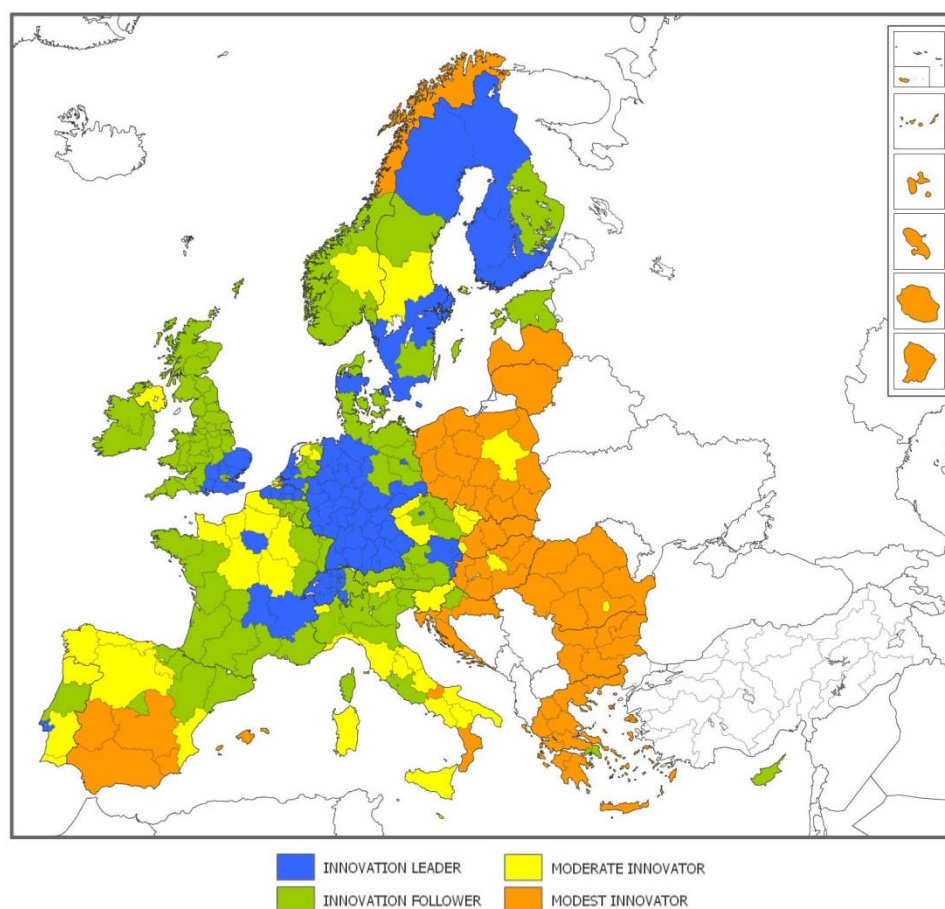 INNOVATION LEADER
MODERATE INNOVATOR
INNOVATION FOLLOWER
MODEST INNOVATOR